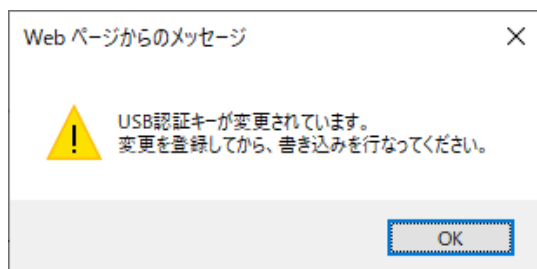 Web ページからのメッセージ
USB認証キーが変更されています。
変更を登録してから、書き込みを行なってください。
OK